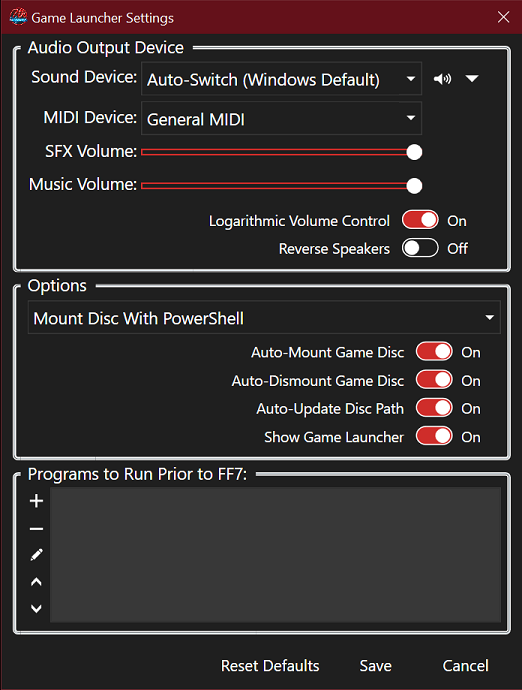 Game Launcher Settings
Audio Output Device
Sound Device: Auto-Switch (Windows Default)
MIDI Device: General MIDI
SFX Volume:
Music Volume:
Logarithmic Volume Control On
Reverse Speakers Off
Options
Mount Disc With PowerShell
Auto-Mount Game Disc On
Auto-Dismount Game Disc On
Auto-Update Disc Path On
Show Game Launcher On
Programs to Run Prior to FF7:
Reset Defaults Save Cancel